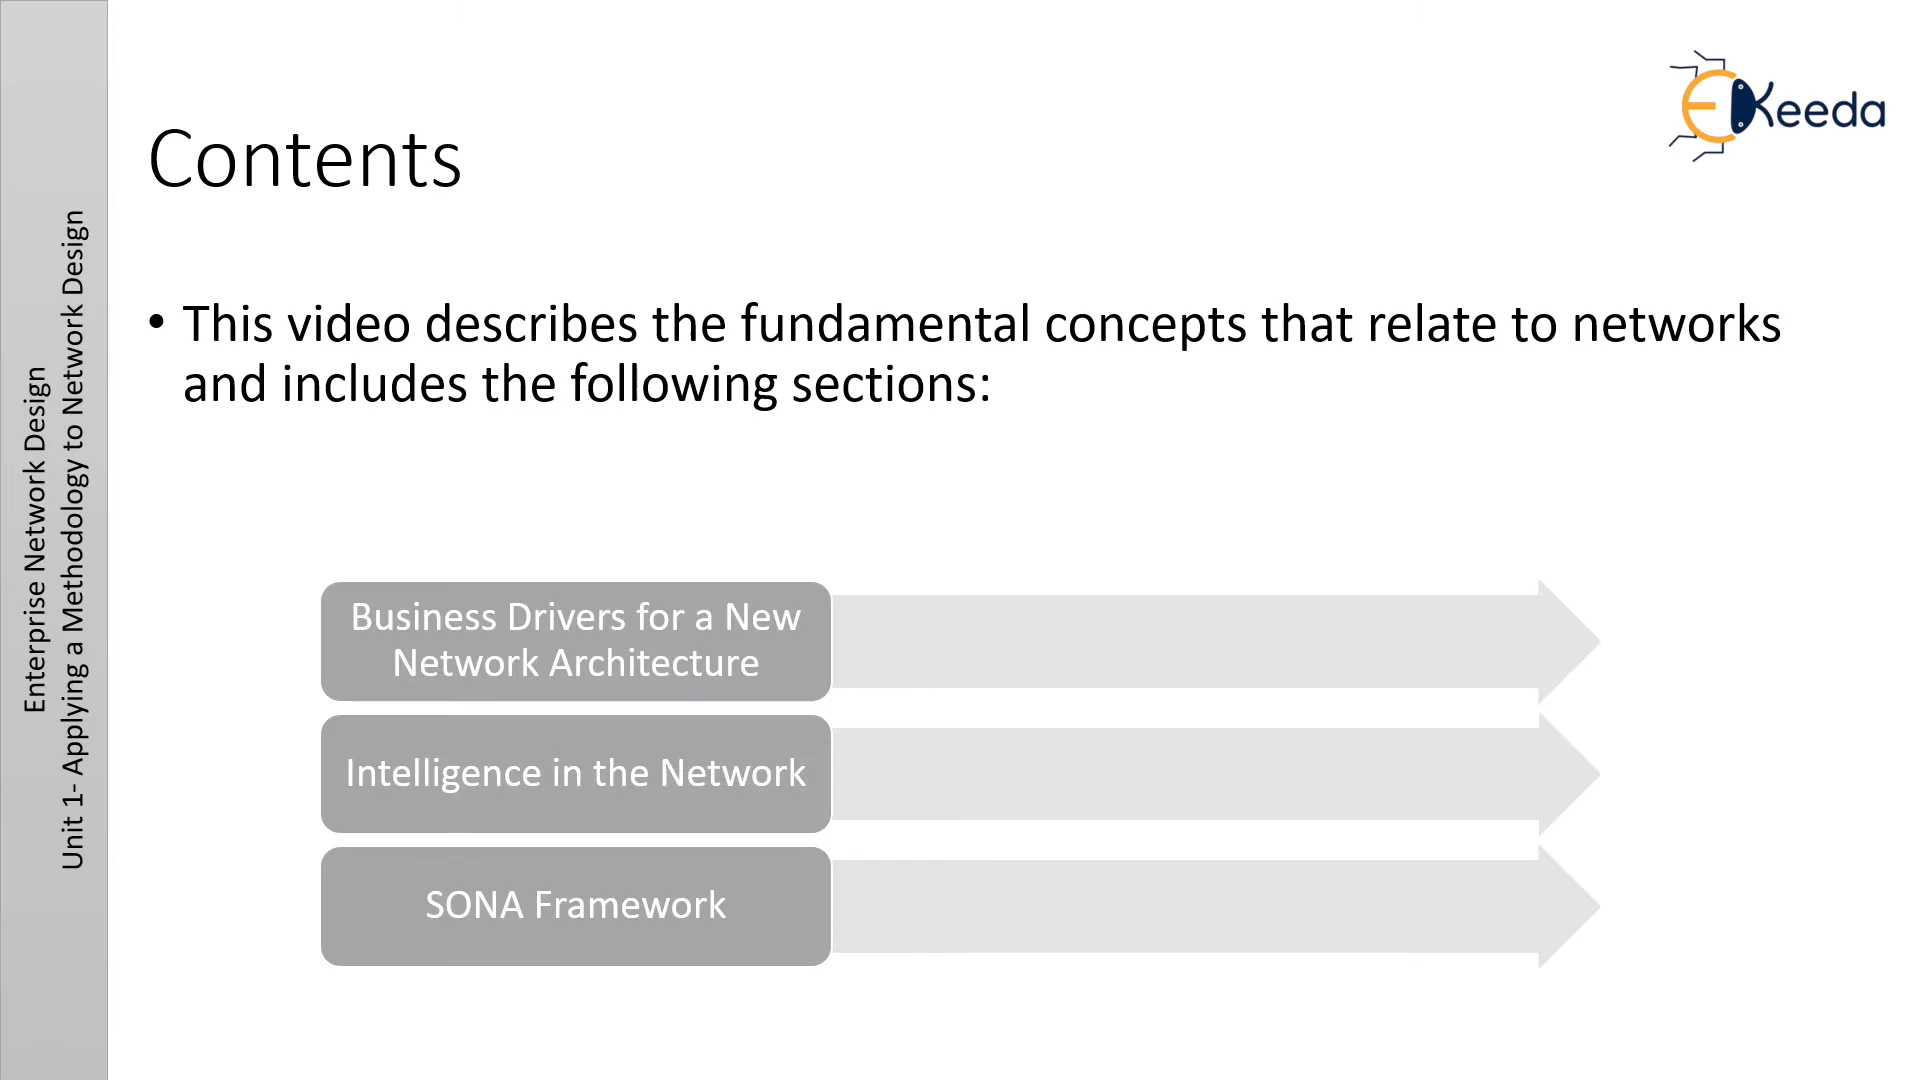 Enterprise Network Design
Unit 1- Applying a Methodology to Network Design
EKeeda
Contents
• This video describes the fundamental concepts that relate to networks
and includes the following sections:
Business Drivers for a New
Network Architecture
Intelligence in the Network
SONA Framework